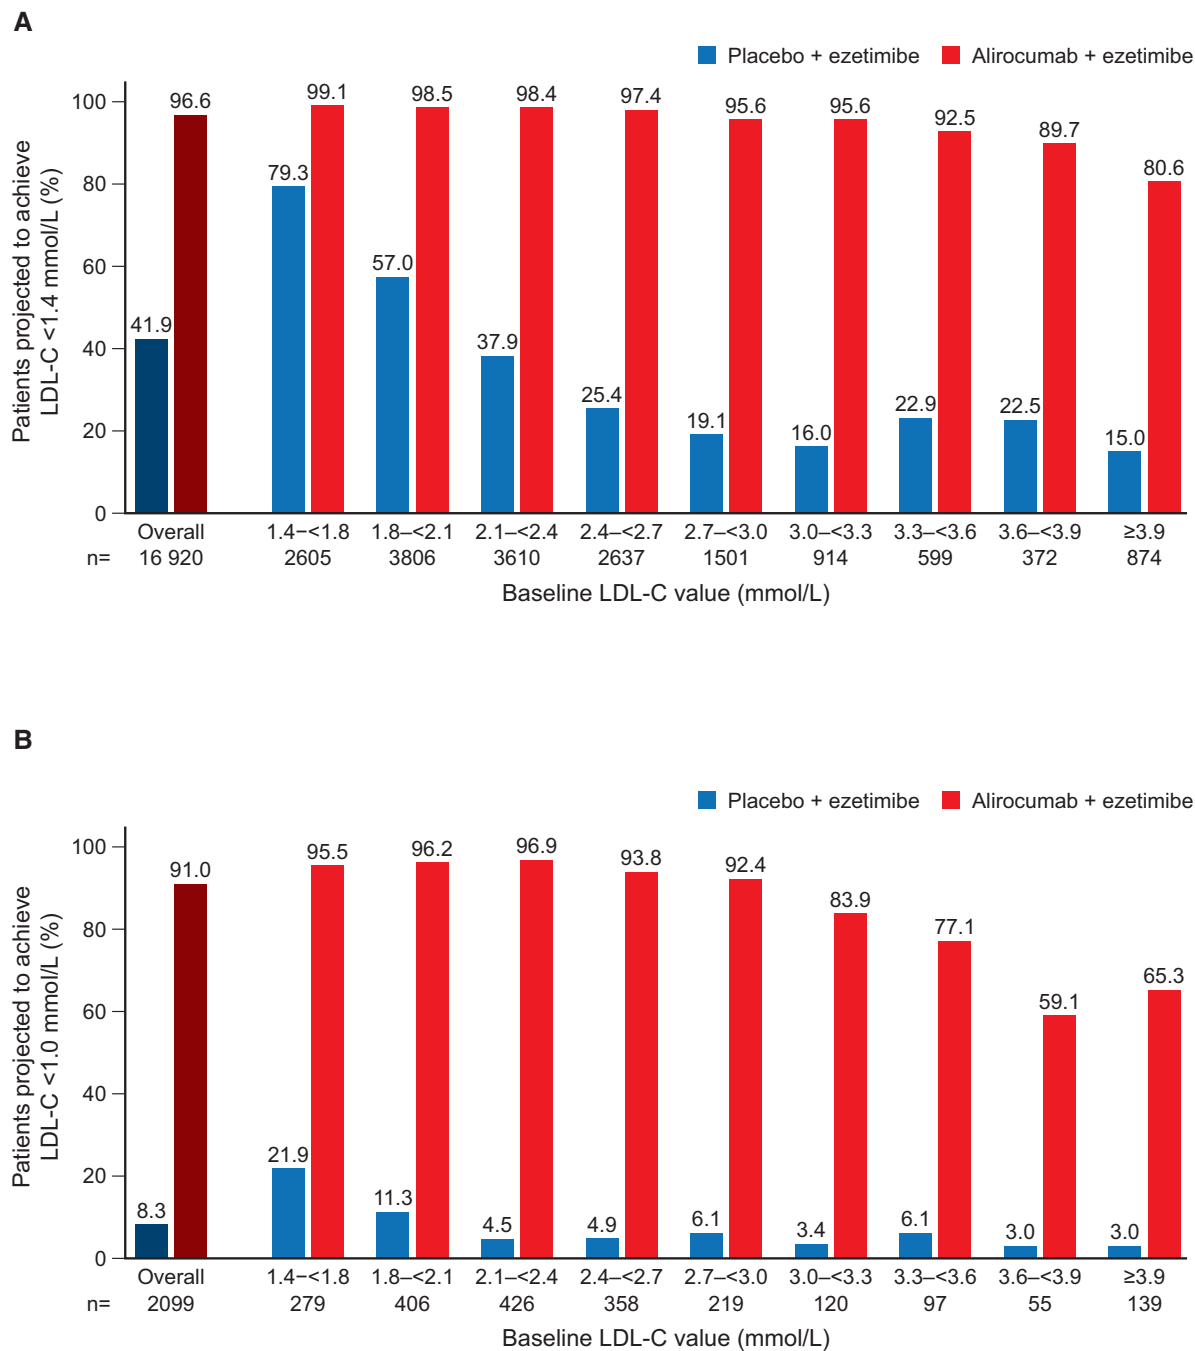 A
Placebo + ezetimibe Alirocumab + ezetimibe
Patients projected to achieve
LDL-C <1.4 mmol/L (%)
100
80
60
40
20
0
41.9 96.6
79.3 99.1
57.0 98.5
37.9 98.4
25.4 97.4
19.1 95.6
16.0 95.6
22.9 92.5
22.5 89.7
15.0 80.6
Overall 1.4–<1.8 1.8–<2.1 2.1–<2.4 2.4–<2.7 2.7–<3.0 3.0–<3.3 3.3–<3.6 3.6–<3.9 ≥3.9
n= 16 920 2605 3806 3610 2637 1501 914 599 372 874
Baseline LDL-C value (mmol/L)
B
Placebo + ezetimibe Alirocumab + ezetimibe
Patients projected to achieve
LDL-C <1.0 mmol/L (%)
100
80
60
40
20
0
8.3 91.0
21.9 95.5
11.3 96.2
4.5 96.9
4.9 93.8
6.1 92.4
3.4 83.9
6.1 77.1
3.0 59.1
3.0 65.3
Overall 1.4–<1.8 1.8–<2.1 2.1–<2.4 2.4–<2.7 2.7–<3.0 3.0–<3.3 3.3–<3.6 3.6–<3.9 ≥3.9
n= 2099 279 406 426 358 219 120 97 55 139
Baseline LDL-C value (mmol/L)